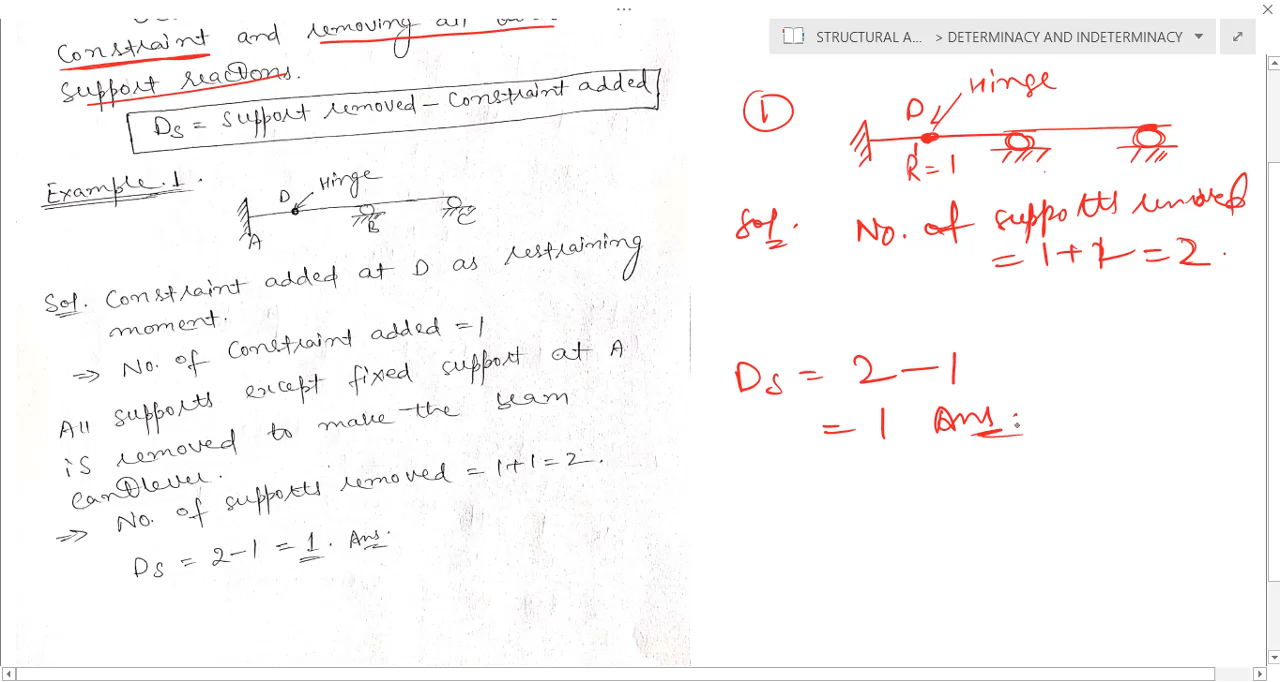 Constraint and removing all
support reactions.
Ds = support removed – Constraint added
Example.1.
D Hinge
A B C
Sol. Constraint added at D as restraining
moment.
⇒ No. of Constraint added = 1
All supports except fixed support at A
is removed to make the beam
cantilever.
⇒ No. of supports removed = 1+1=2.
Ds = 2-1 = 1. Ans.
STRUCTURAL A... > DETERMINACY AND INDETERMINACY
① D Hinge
R=1
Sol. No. of supports removed
= 1+1 = 2.
Ds = 2-1
= 1 Ans.